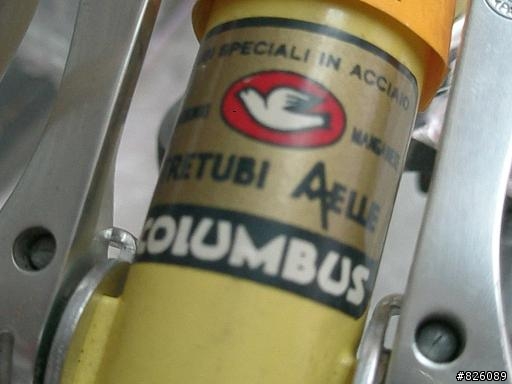 SPECIALI IN ACCIAIO
TRETUBI AELLE
COLUMBUS
#826089